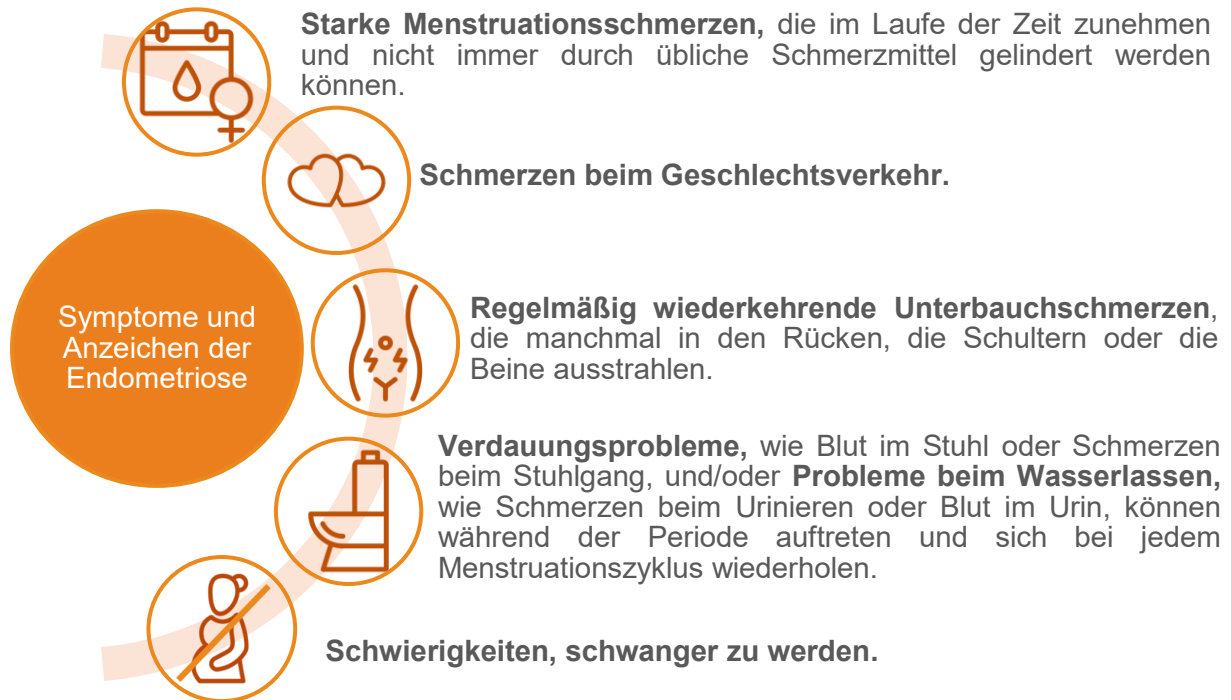 Starke Menstruationsschmerzen, die im Laufe der Zeit zunehmen
und nicht immer durch übliche Schmerzmittel gelindert werden
können.
Schmerzen beim Geschlechtsverkehr.
Symptome und
Anzeichen der
Endometriose
Regelmäßig wiederkehrende Unterbauchschmerzen,
die manchmal in den Rücken, die Schultern oder die
Beine ausstrahlen.
Verdauungsprobleme, wie Blut im Stuhl oder Schmerzen
beim Stuhlgang, und/oder Probleme beim Wasserlassen,
wie Schmerzen beim Urinieren oder Blut im Urin, können
während der Periode auftreten und sich bei jedem
Menstruationszyklus wiederholen.
Schwierigkeiten, schwanger zu werden.